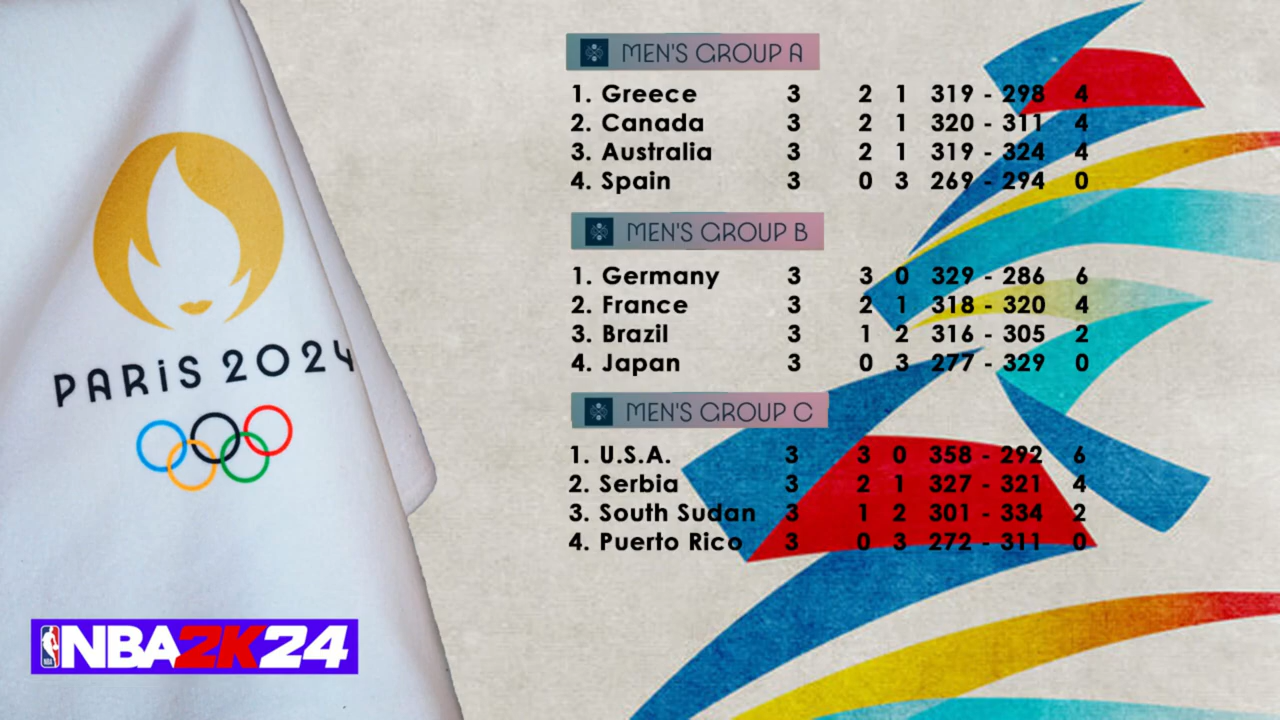 PARIS 2024
NBA 2K24
NBA
MEN'S GROUP A
1. Greece 3 2 1 319 - 298 4
2. Canada 3 2 1 320 - 311 4
3. Australia 3 2 1 319 - 324 4
4. Spain 3 0 3 269 - 294 0
MEN'S GROUP B
1. Germany 3 3 0 329 - 286 6
2. France 3 2 1 318 - 320 4
3. Brazil 3 1 2 316 - 305 2
4. Japan 3 0 3 277 - 329 0
MEN'S GROUP C
1. U.S.A. 3 3 0 358 - 292 6
2. Serbia 3 2 1 327 - 321 4
3. South Sudan 3 1 2 301 - 334 2
4. Puerto Rico 3 0 3 272 - 311 0